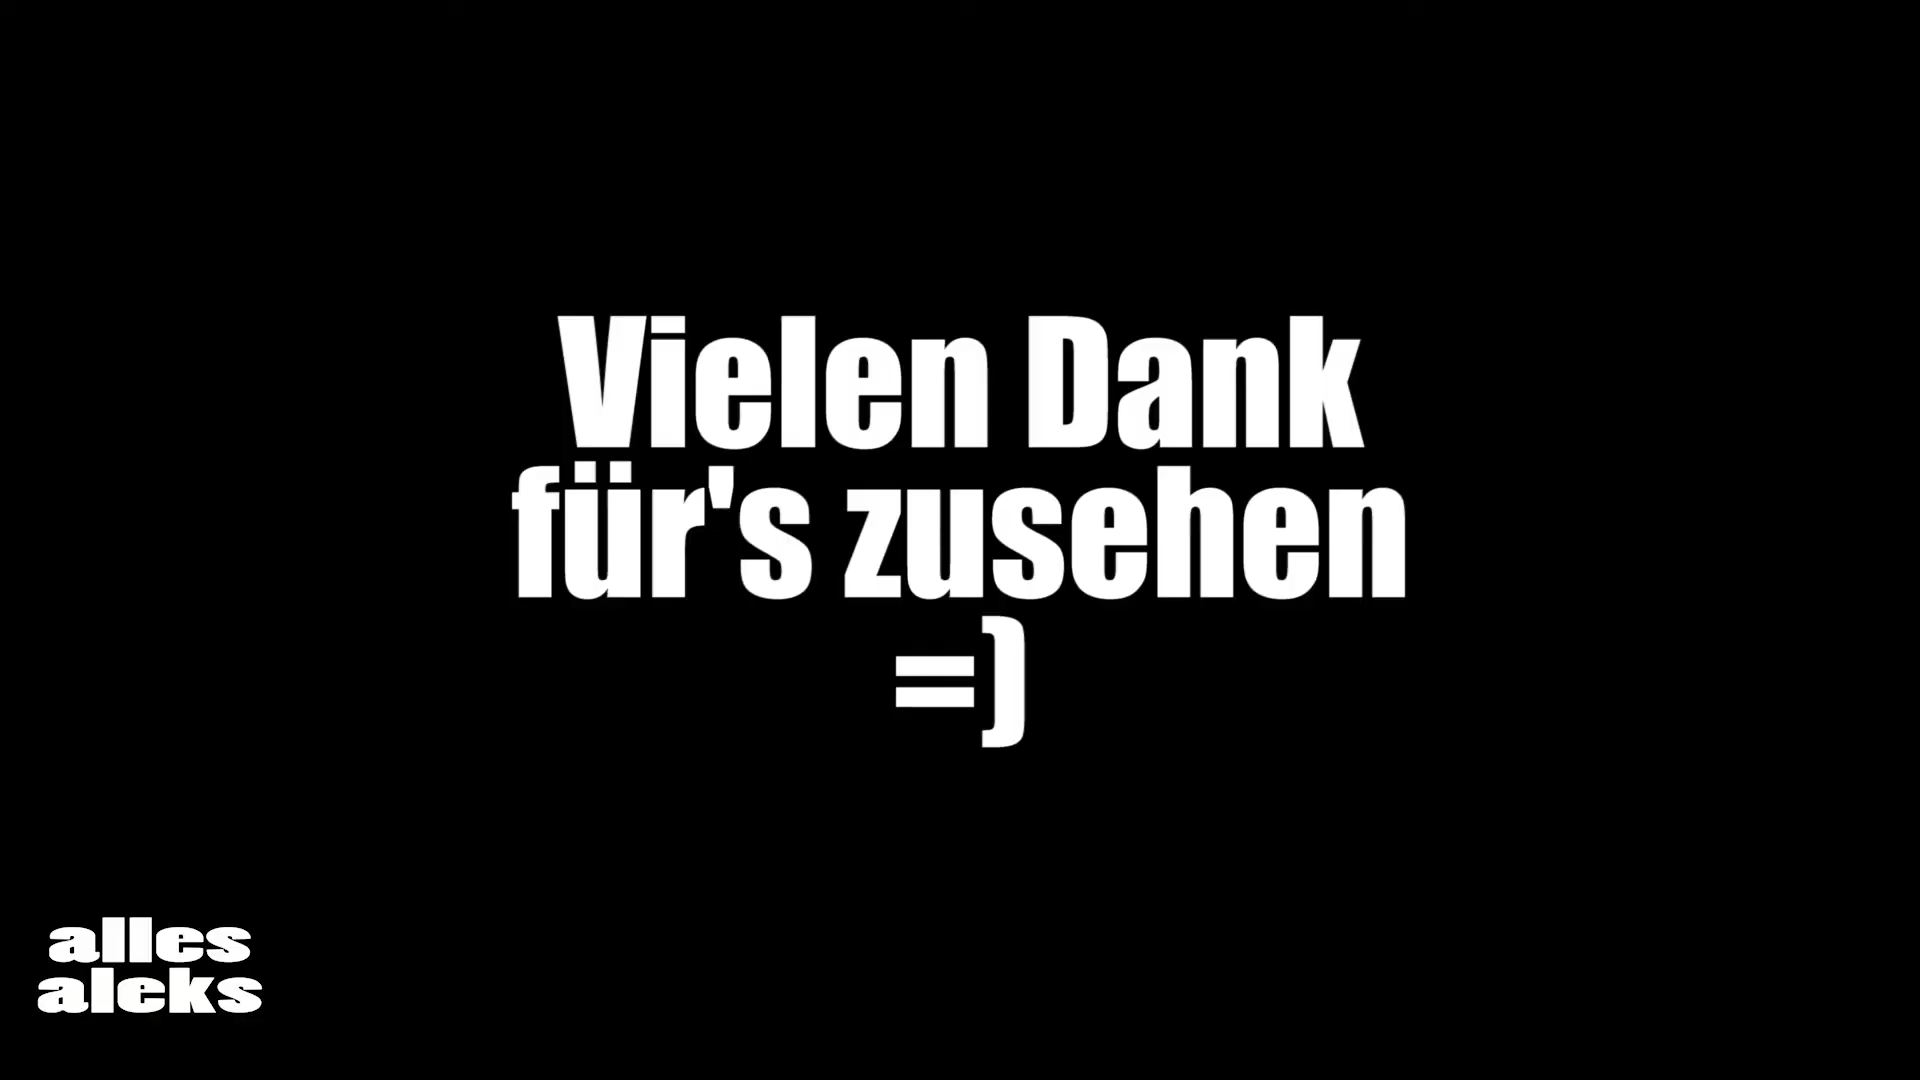 Vielen Dank
für's zusehen
=)
alles
aleks